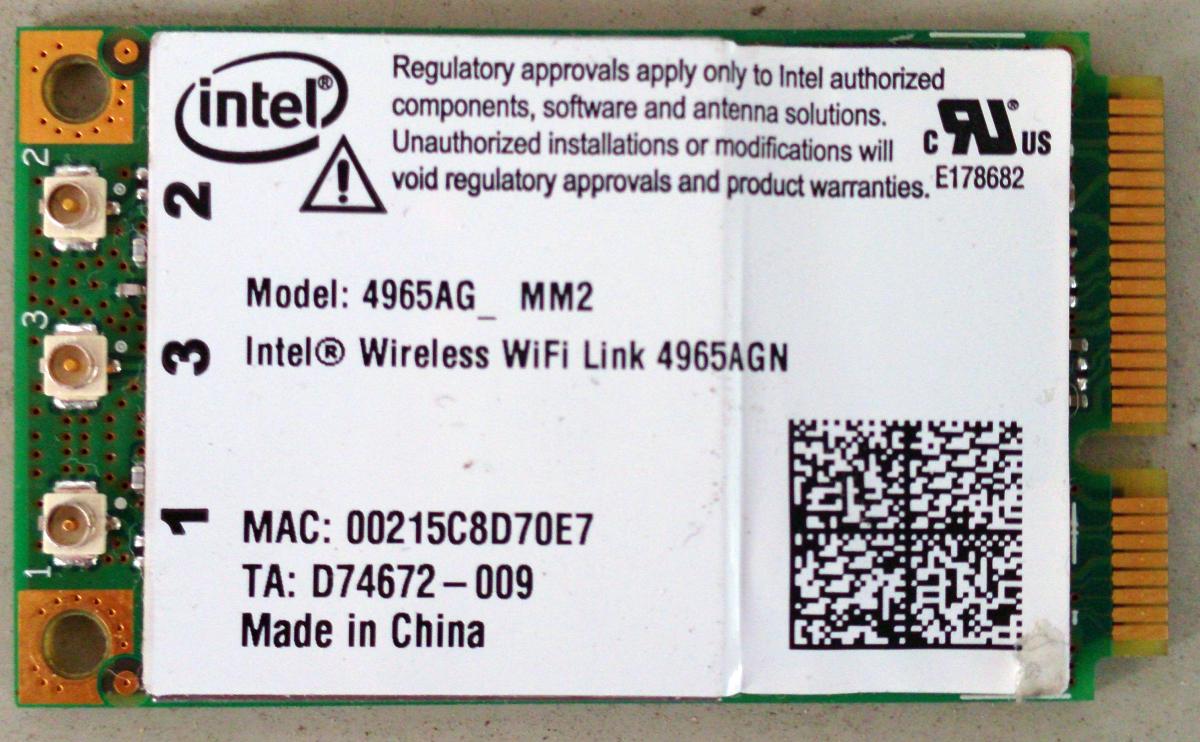 intel®
Regulatory approvals apply only to Intel authorized
components, software and antenna solutions.
Unauthorized installations or modifications will
void regulatory approvals and product warranties.
C UR® US
E178682
!
2
3
1
2
3
1
Model: 4965AG_ MM2
Intel® Wireless WiFi Link 4965AGN
MAC: 00215C8D70E7
TA: D74672-009
Made in China